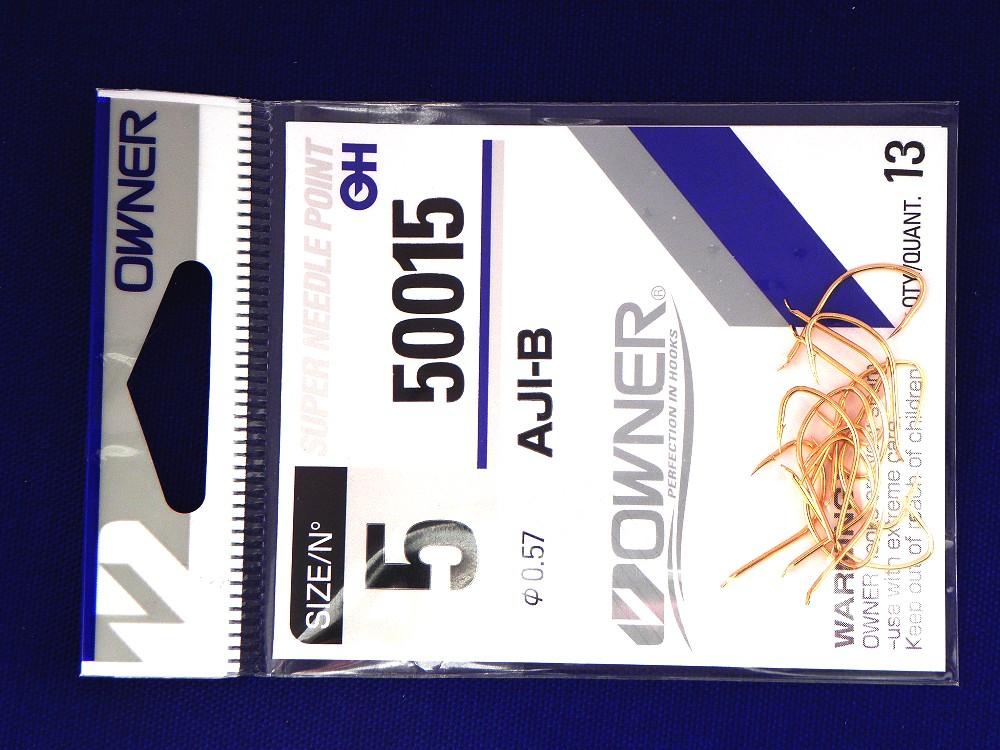 OWNER
SUPER NEEDLE POINT
GH
50015
SIZE/N°
5
AJI-B
φ 0.57
OWNER®
PERFECTION IN HOOKS
QTY/QUANT. 13
WARNING
OWNER
-use with extreme care
Keep out of reach of children